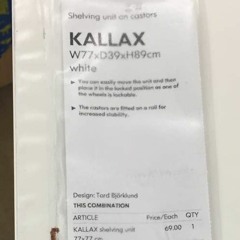 Shelving unit on castors
KALLAX
W77xD39xH89cm
white
▸ You can easily move the unit and then
place it in the locked position as one of
the wheels is lockable.
▸ The castors are fitted on a rail for
increased stability.
Design: Tord Björklund
THIS COMBINATION
ARTICLE Price/Each QTY
KALLAX shelving unit 69.00 1
77x77 cm